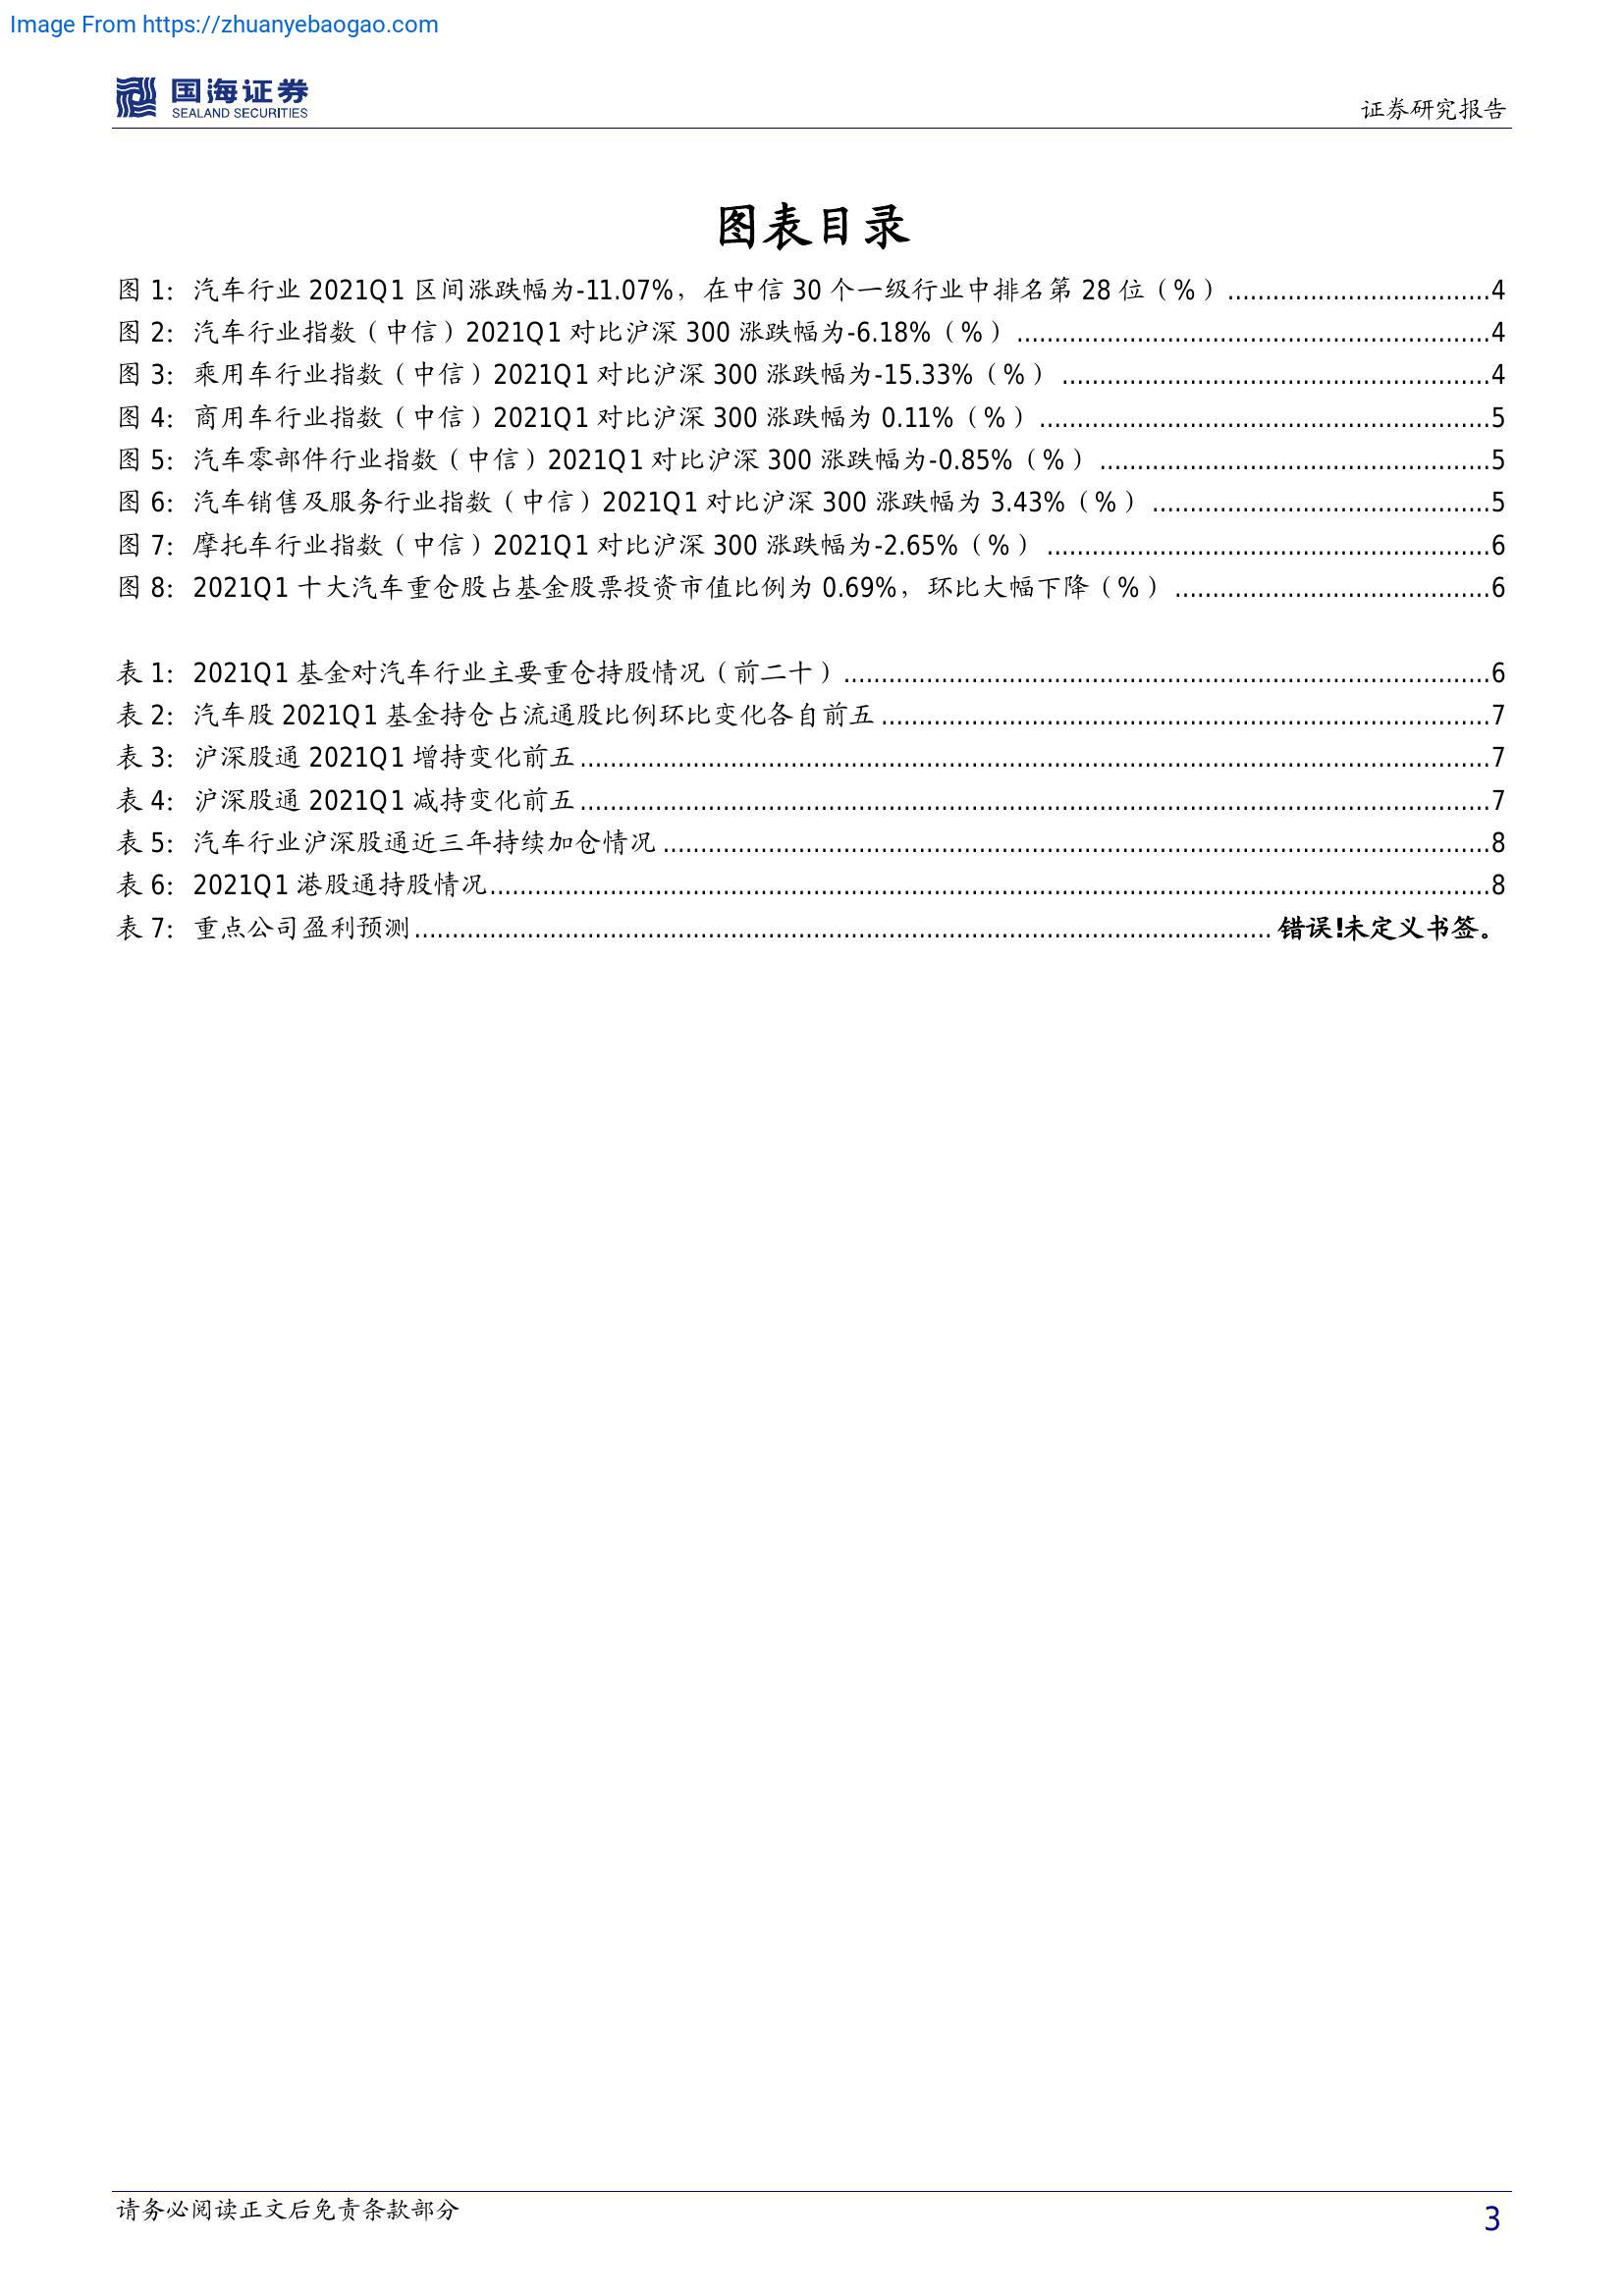 Image From https://zhuanyebaogao.com
国海证券
SEALAND SECURITIES
证券研究报告
图表目录
图 1：汽车行业 2021Q1 区间涨跌幅为-11.07%，在中信 30 个一级行业中排名第 28 位（%）...................................4
图 2：汽车行业指数（中信）2021Q1 对比沪深 300 涨跌幅为-6.18%（%）...............................................................4
图 3：乘用车行业指数（中信）2021Q1 对比沪深 300 涨跌幅为-15.33%（%）.........................................................4
图 4：商用车行业指数（中信）2021Q1 对比沪深 300 涨跌幅为 0.11%（%）............................................................5
图 5：汽车零部件行业指数（中信）2021Q1 对比沪深 300 涨跌幅为-0.85%（%）....................................................5
图 6：汽车销售及服务行业指数（中信）2021Q1 对比沪深 300 涨跌幅为 3.43%（%）.............................................5
图 7：摩托车行业指数（中信）2021Q1 对比沪深 300 涨跌幅为-2.65%（%）...........................................................6
图 8：2021Q1 十大汽车重仓股占基金股票投资市值比例为 0.69%，环比大幅下降（%）..........................................6
表 1：2021Q1 基金对汽车行业主要重仓持股情况（前二十）......................................................................................6
表 2：汽车股 2021Q1 基金持仓占流通股比例环比变化各自前五.................................................................................7
表 3：沪深股通 2021Q1 增持变化前五.........................................................................................................................7
表 4：沪深股通 2021Q1 减持变化前五.........................................................................................................................7
表 5：汽车行业沪深股通近三年持续加仓情况..............................................................................................................8
表 6：2021Q1 港股通持股情况.....................................................................................................................................8
表 7：重点公司盈利预测..................................................................................................................错误!未定义书签。
请务必阅读正文后免责条款部分
3